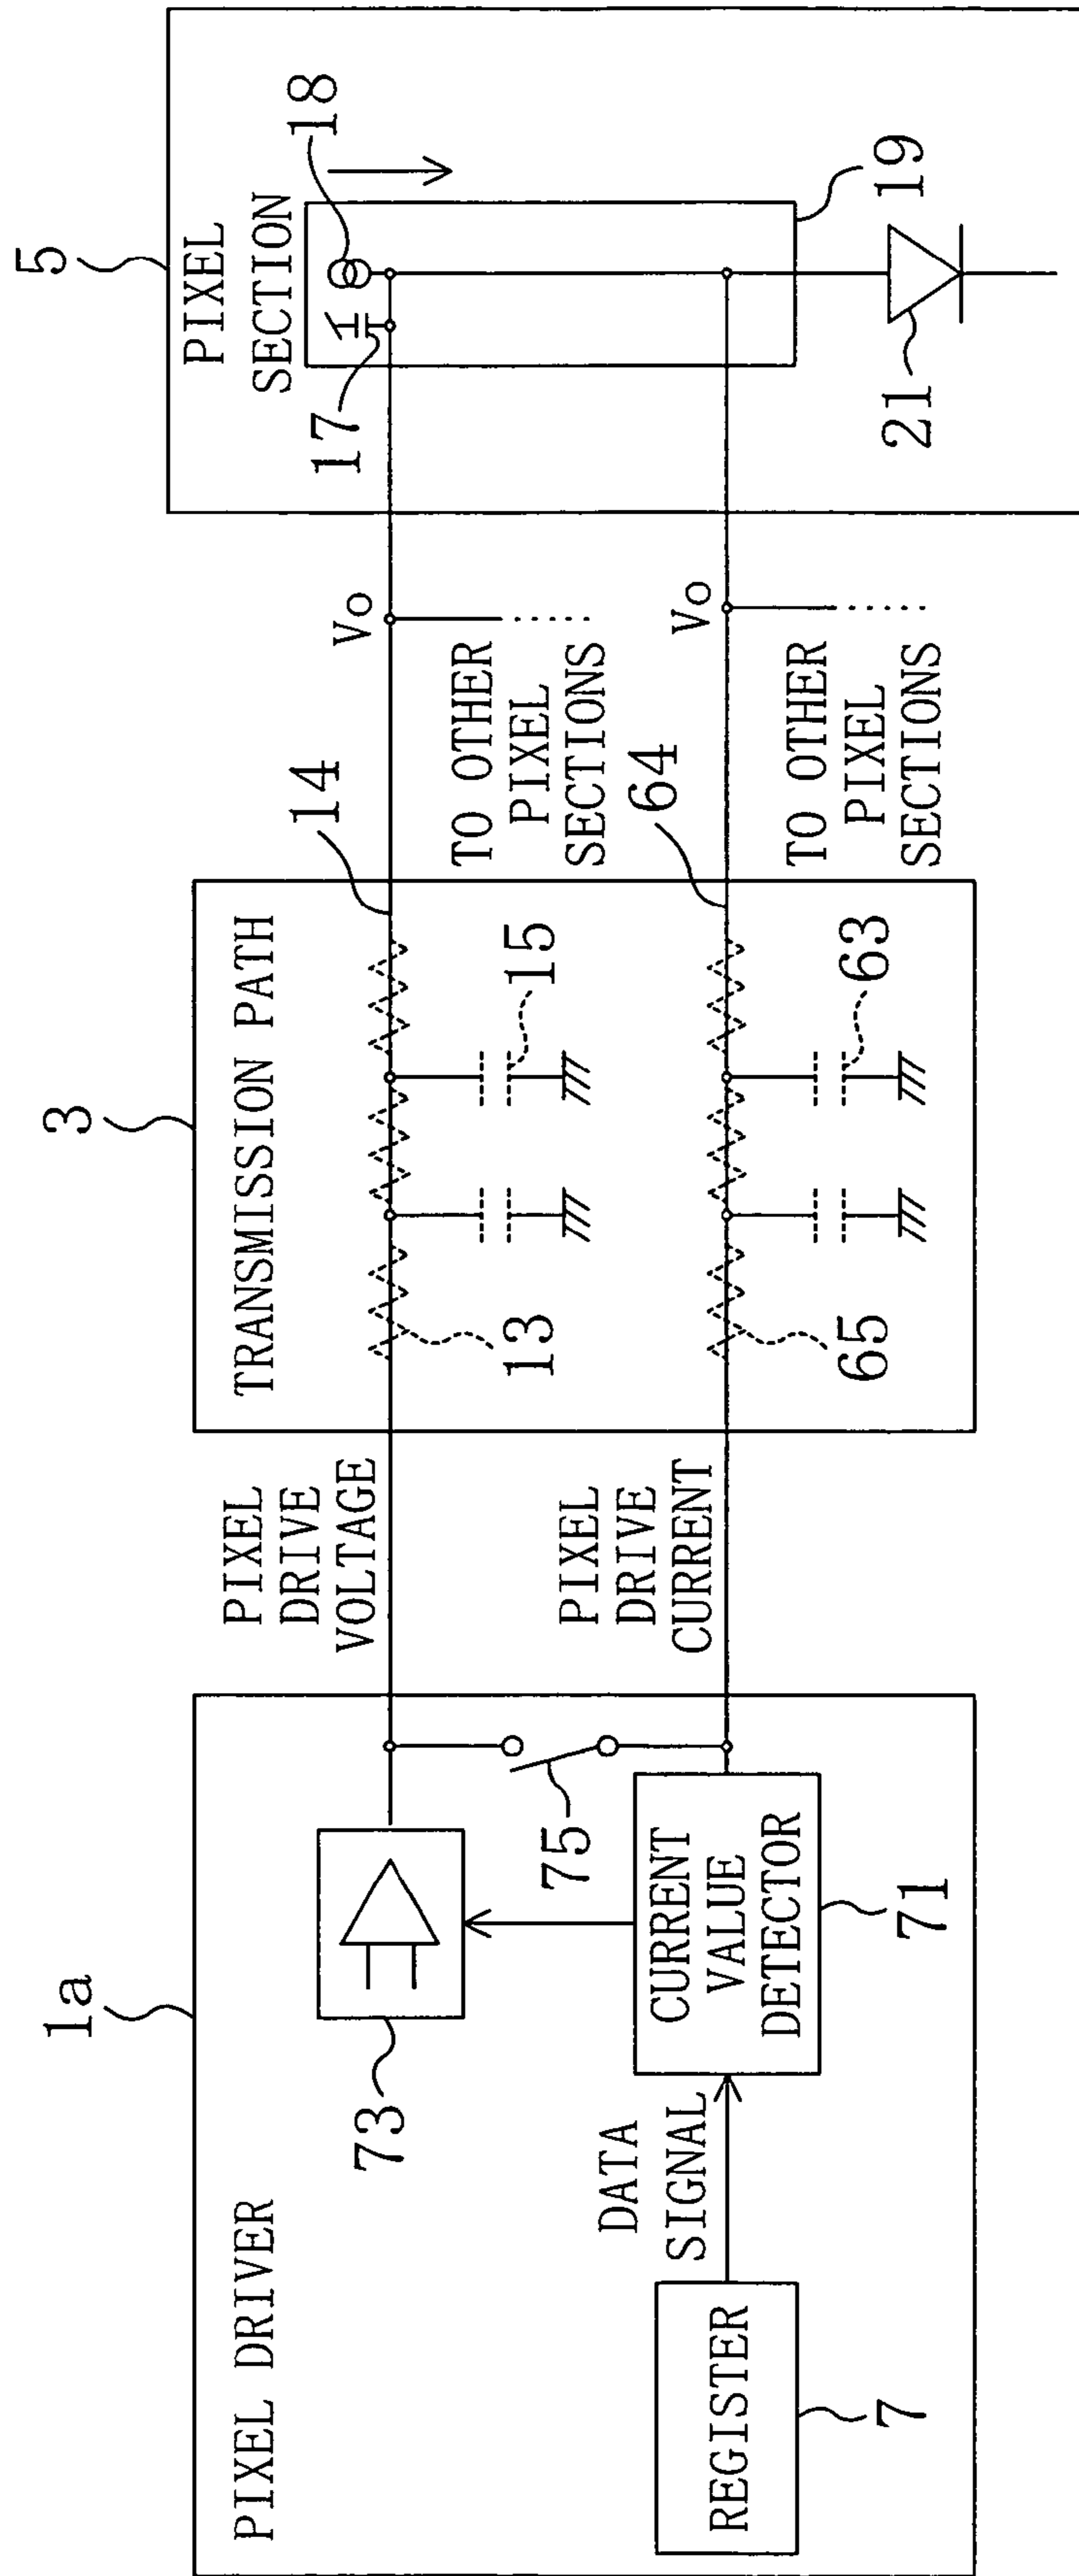 1a
PIXEL DRIVER
73
75
CURRENT
VALUE
DETECTOR
71
DATA
SIGNAL
REGISTER
7
PIXEL
DRIVE
VOLTAGE
PIXEL
DRIVE
CURRENT
3
TRANSMISSION PATH
13
15
14
65
63
64
Vo
TO OTHER
PIXEL
SECTIONS
Vo
TO OTHER
PIXEL
SECTIONS
5
PIXEL
SECTION
17
18
19
21